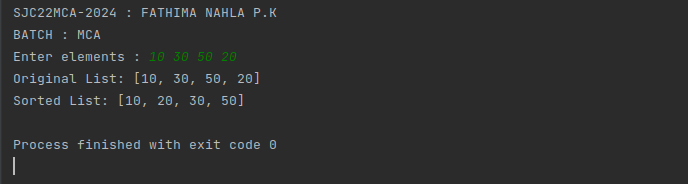 SJC22MCA-2024 : FATHIMA NAHLA P.K
BATCH : MCA
Enter elements : 10 30 50 20
Original List: [10, 30, 50, 20]
Sorted List: [10, 20, 30, 50]
Process finished with exit code 0